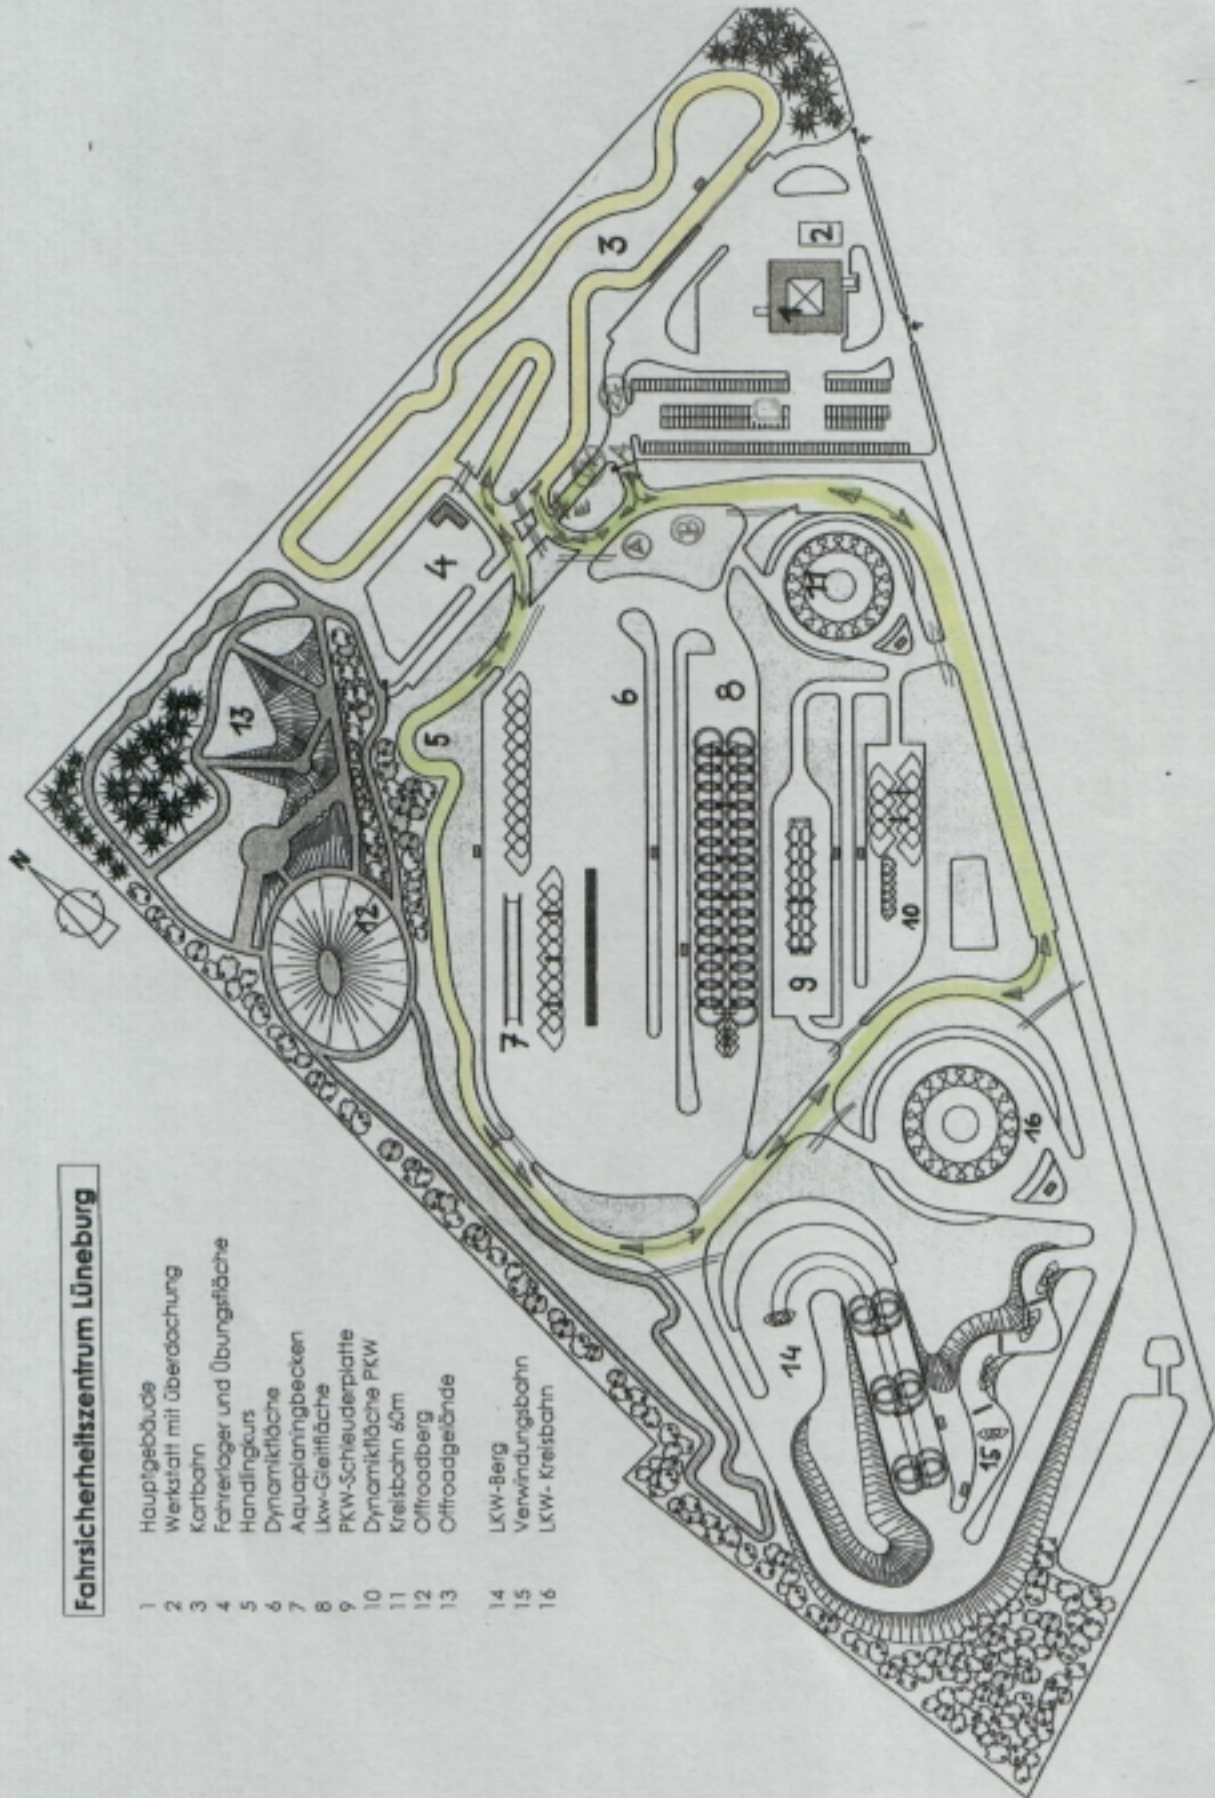 Fahrsicherheitszentrum Lüneburg
1 Hauptgebäude
2 Werkstatt mit Überdachung
3 Kartbahn
4 Fahrerlager und Übungsfläche
5 Handlingkurs
6 Dynamikfläche
7 Aquaplaningbecken
8 Lkw-Gleitfläche
9 PKW-Schleuderplatte
10 Dynamikfläche PKW
11 Kreisbahn 60m
12 Offroadberg
13 Offroadgelände
14 LKW-Berg
15 Verwindungsbahn
16 LKW- Kreisbahn
N
13
12
4
5
7
3
6
8
9
10
11
A
B
E
A
P
1
2
14
15
16